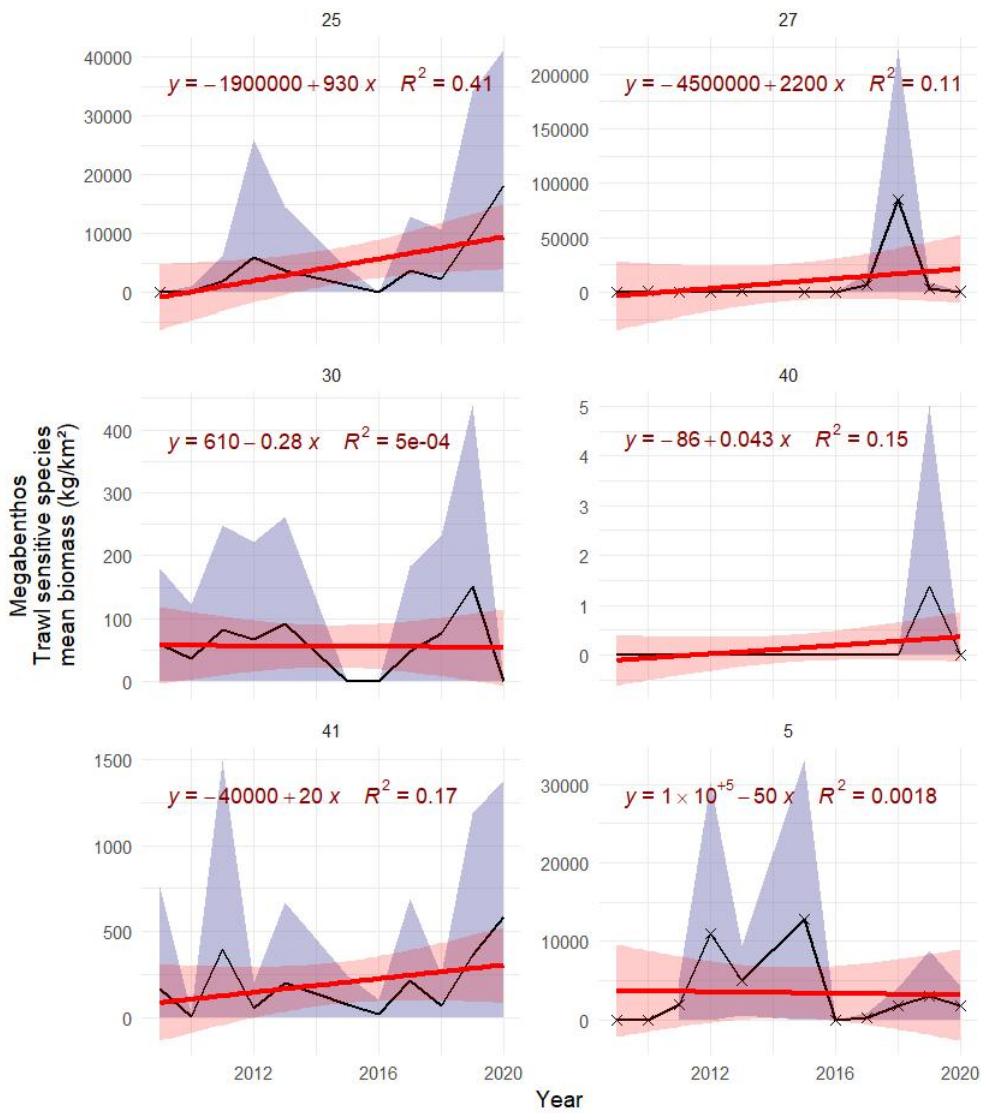 25
40000
30000
20000
10000
0
y = −1900000 + 930 x R² = 0.41
27
200000
150000
100000
50000
0
y = −4500000 + 2200 x R² = 0.11
Megabenthos
Trawl sensitive species
mean biomass (kg/km²)
30
400
300
200
100
0
y = 610 − 0.28 x R² = 5e-04
40
5
4
3
2
1
0
y = −86 + 0.043 x R² = 0.15
41
1500
1000
500
0
y = −40000 + 20 x R² = 0.17
5
30000
20000
10000
0
y = 1 × 10⁺⁵ − 50 x R² = 0.0018
2012 2016 2020
2012 2016 2020
Year